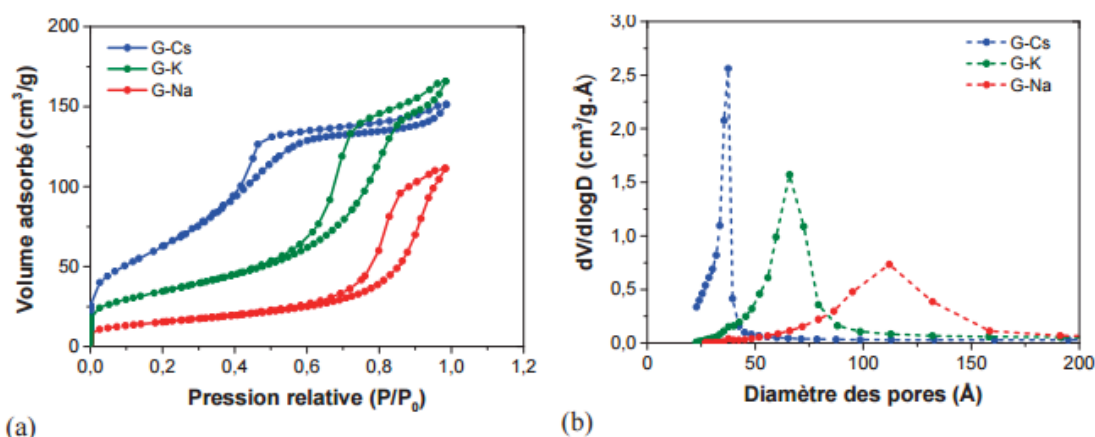 200
150
100
50
0
Volume adsorbé (cm³/g)
G-Cs
G-K
G-Na
0,0 0,2 0,4 0,6 0,8 1,0 1,2
Pression relative (P/P₀)
(a)
3,0
2,5
2,0
1,5
1,0
0,5
0,0
dV/dlogD (cm³/g.Å)
G-Cs
G-K
G-Na
0 50 100 150 200
Diamètre des pores (Å)
(b)